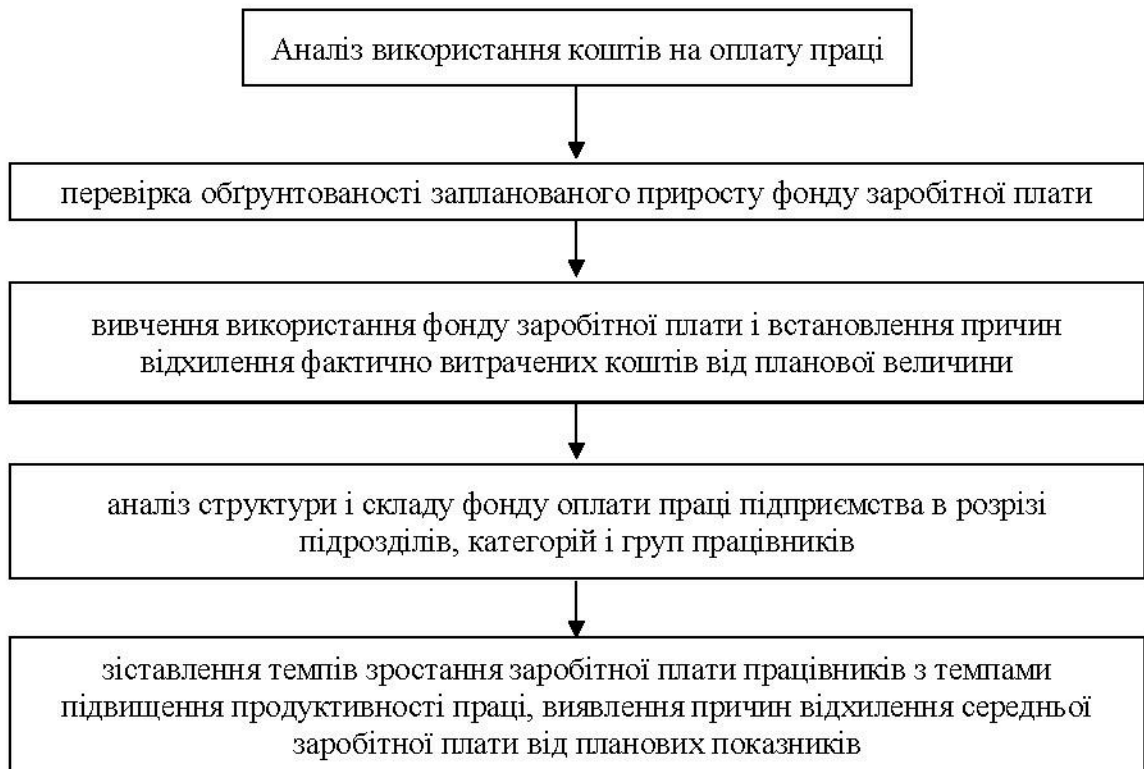 Аналіз використання коштів на оплату праці
перевірка обґрунтованості запланованого приросту фонду заробітної плати
вивчення використання фонду заробітної плати і встановлення причин
відхилення фактично витрачених коштів від планової величини
аналіз структури і складу фонду оплати праці підприємства в розрізі
підрозділів, категорій і груп працівників
зіставлення темпів зростання заробітної плати працівників з темпами
підвищення продуктивності праці, виявлення причин відхилення середньої
заробітної плати від планових показників